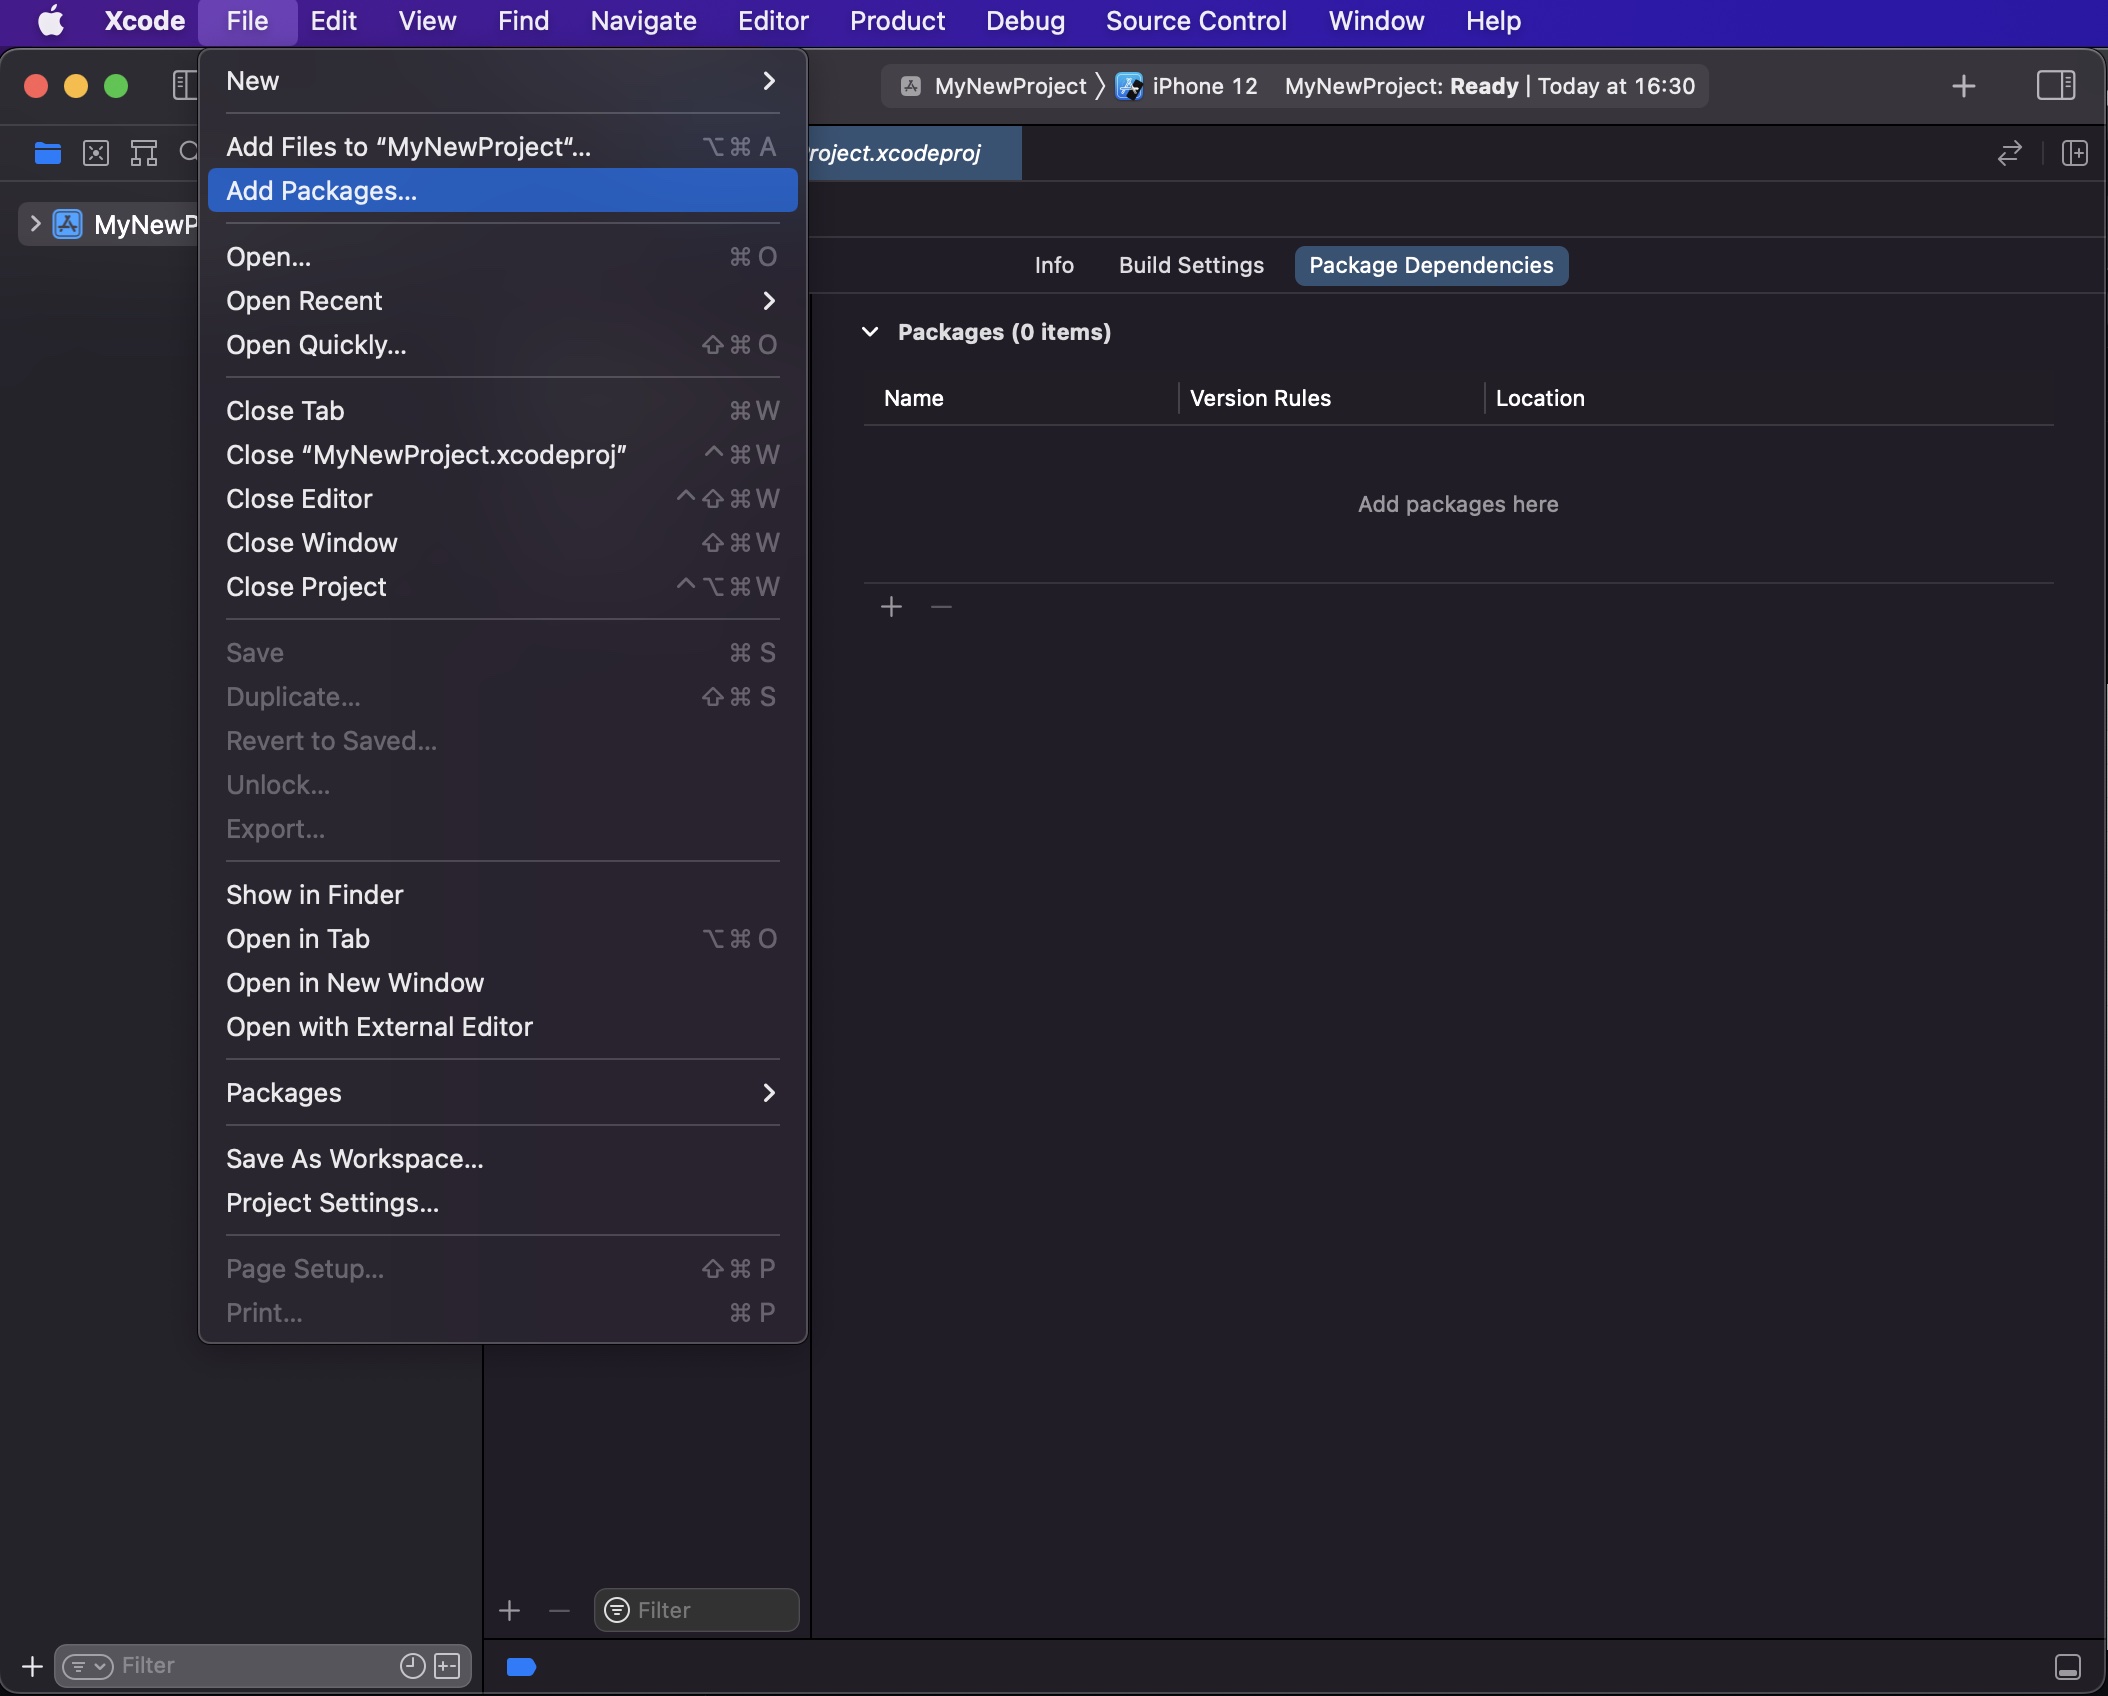 Xcode File Edit View Find Navigate Editor Product Debug Source Control Window Help
MyNewProject iPhone 12 MyNewProject: Ready | Today at 16:30
roject.xcodeproj
MyNewP
New
Add Files to “MyNewProject“... ⌥⌘A
Add Packages...
Open... ⌘O
Open Recent
Open Quickly... ⇧⌘O
Close Tab ⌘W
Close “MyNewProject.xcodeproj” ^⌘W
Close Editor ^⇧⌘W
Close Window ⇧⌘W
Close Project ^⌥⌘W
Save ⌘S
Duplicate... ⇧⌘S
Revert to Saved...
Unlock...
Export...
Show in Finder
Open in Tab ⌥⌘O
Open in New Window
Open with External Editor
Packages
Save As Workspace...
Project Settings...
Page Setup... ⇧⌘P
Print... ⌘P
Info Build Settings Package Dependencies
Packages (0 items)
Name Version Rules Location
Add packages here
Filter
Filter